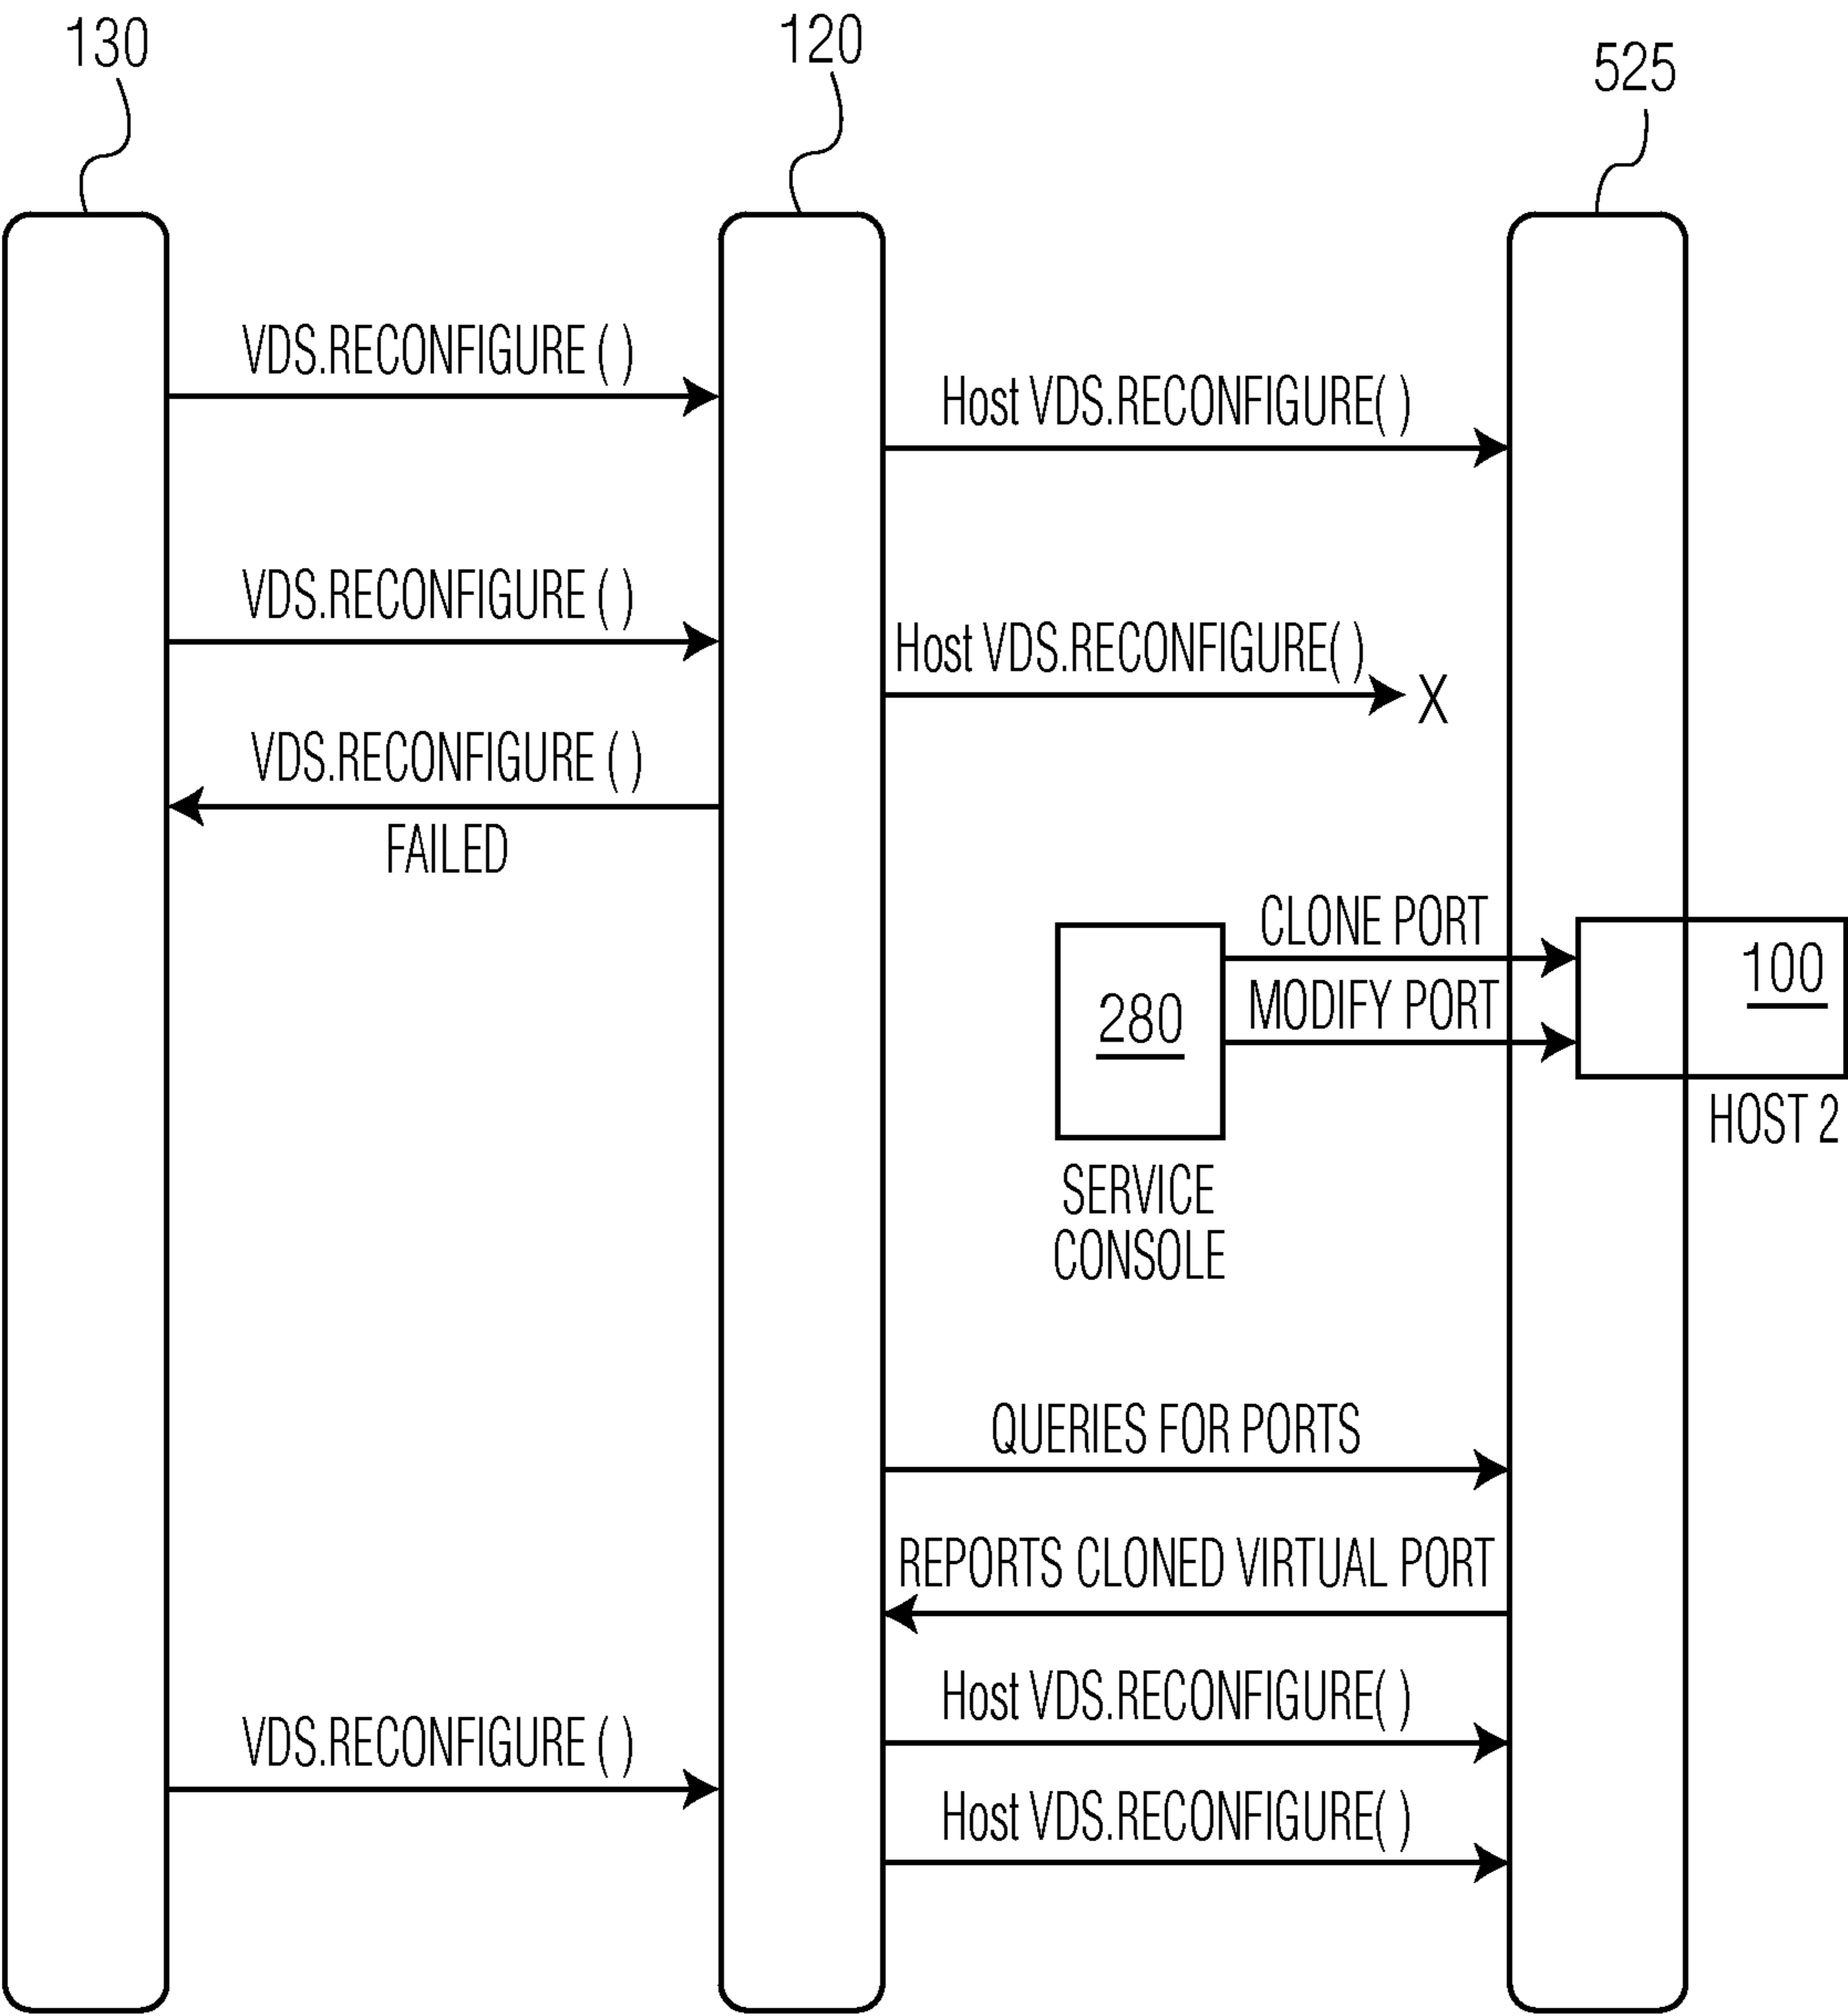 130
120
525
VDS.RECONFIGURE ( )
Host VDS.RECONFIGURE( )
VDS.RECONFIGURE ( )
Host VDS.RECONFIGURE( )
X
VDS.RECONFIGURE ( )
FAILED
CLONE PORT
100
MODIFY PORT
280
HOST 2
SERVICE
CONSOLE
QUERIES FOR PORTS
REPORTS CLONED VIRTUAL PORT
Host VDS.RECONFIGURE( )
VDS.RECONFIGURE ( )
Host VDS.RECONFIGURE( )